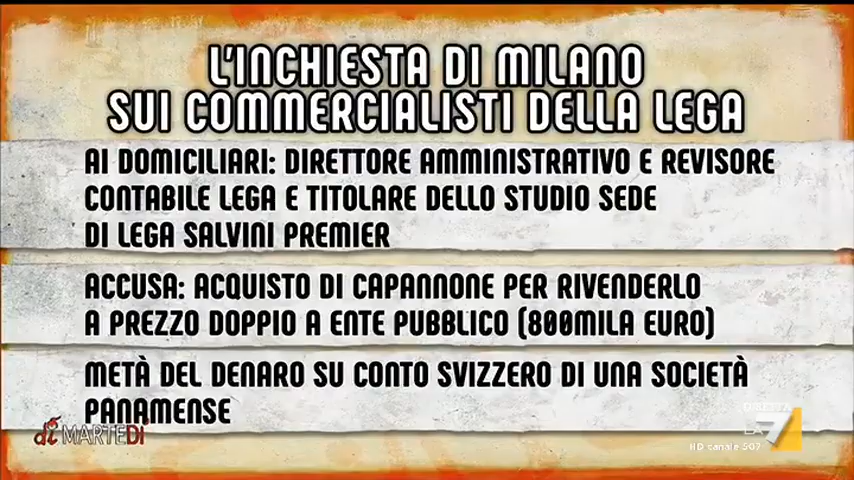 L'INCHIESTA DI MILANO
SUI COMMERCIALISTI DELLA LEGA
AI DOMICILIARI: DIRETTORE AMMINISTRATIVO E REVISORE
CONTABILE LEGA E TITOLARE DELLO STUDIO SEDE
DI LEGA SALVINI PREMIER
ACCUSA: ACQUISTO DI CAPANNONE PER RIVENDERLO
A PREZZO DOPPIO A ENTE PUBBLICO (800MILA EURO)
METÀ DEL DENARO SU CONTO SVIZZERO DI UNA SOCIETÀ
PANAMENSE
di MARTEDì
LA7
HD canale 507